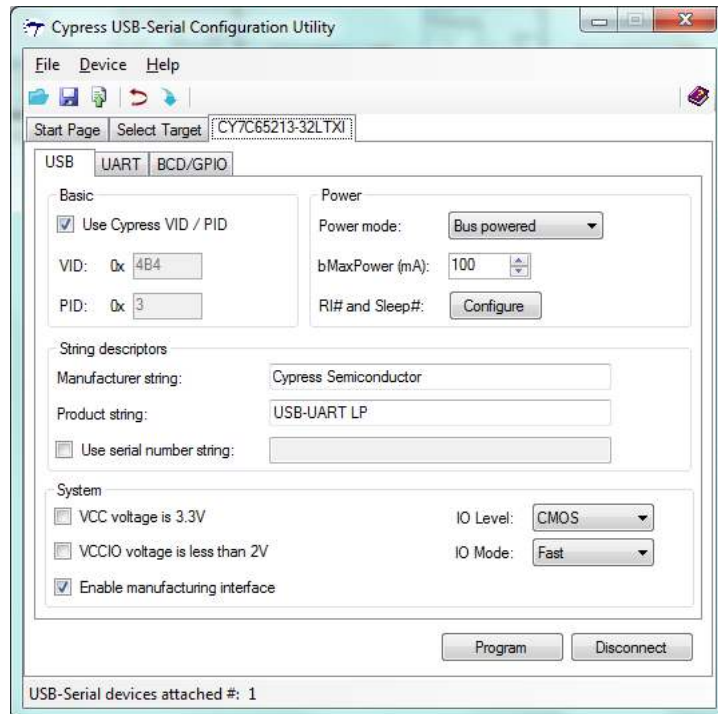 Cypress USB-Serial Configuration Utility
File Device Help
Start Page Select Target CY7C65213-32LTXI
USB UART BCD/GPIO
Basic
Use Cypress VID / PID
VID: 0x 4B4
PID: 0x 3
Power
Power mode: Bus powered
bMaxPower (mA): 100
RI# and Sleep#: Configure
String descriptors
Manufacturer string: Cypress Semiconductor
Product string: USB-UART LP
Use serial number string:
System
VCC voltage is 3.3V
VCCIO voltage is less than 2V
Enable manufacturing interface
IO Level: CMOS
IO Mode: Fast
Program Disconnect
USB-Serial devices attached #: 1